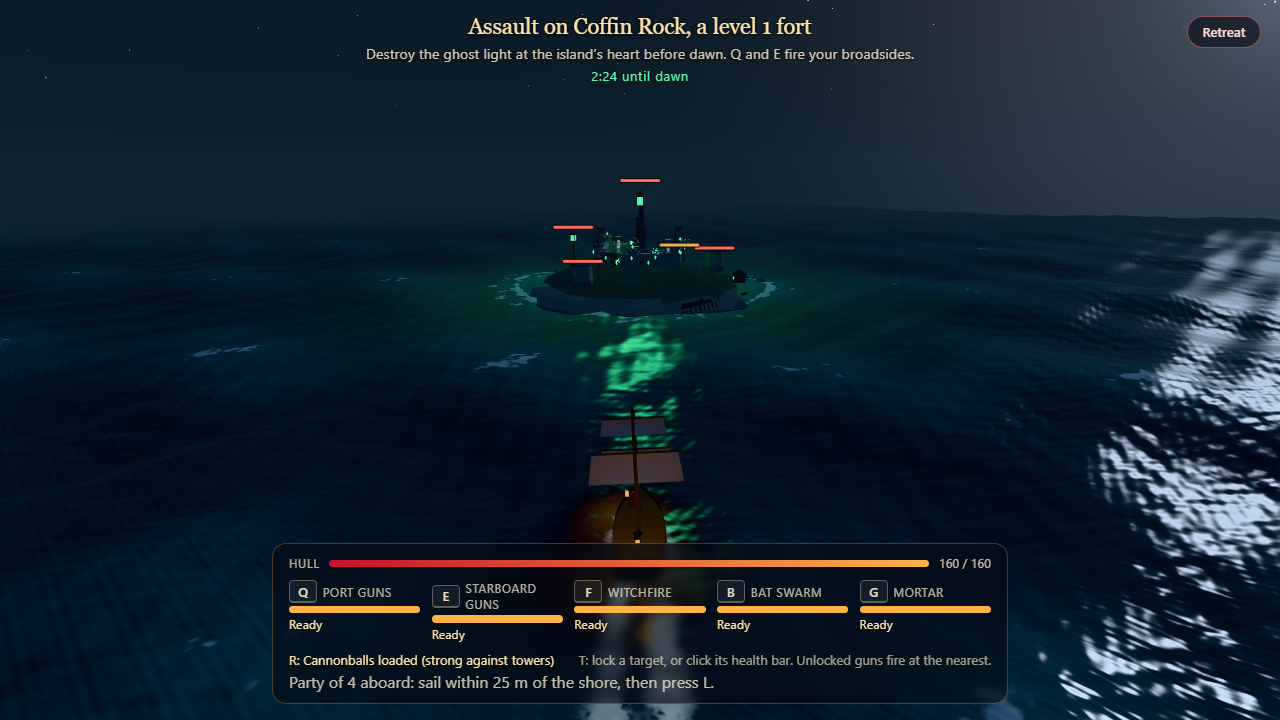 Assault on Coffin Rock, a level 1 fort
Retreat
Destroy the ghost light at the island's heart before dawn. Q and E fire your broadsides.
2:24 until dawn
HULL 160 / 160
Q PORT GUNS
Ready
E STARBOARD GUNS
Ready
F WITCHFIRE
Ready
B BAT SWARM
Ready
G MORTAR
Ready
R: Cannonballs loaded (strong against towers)
T: lock a target, or click its health bar. Unlocked guns fire at the nearest.
Party of 4 aboard: sail within 25 m of the shore, then press L.